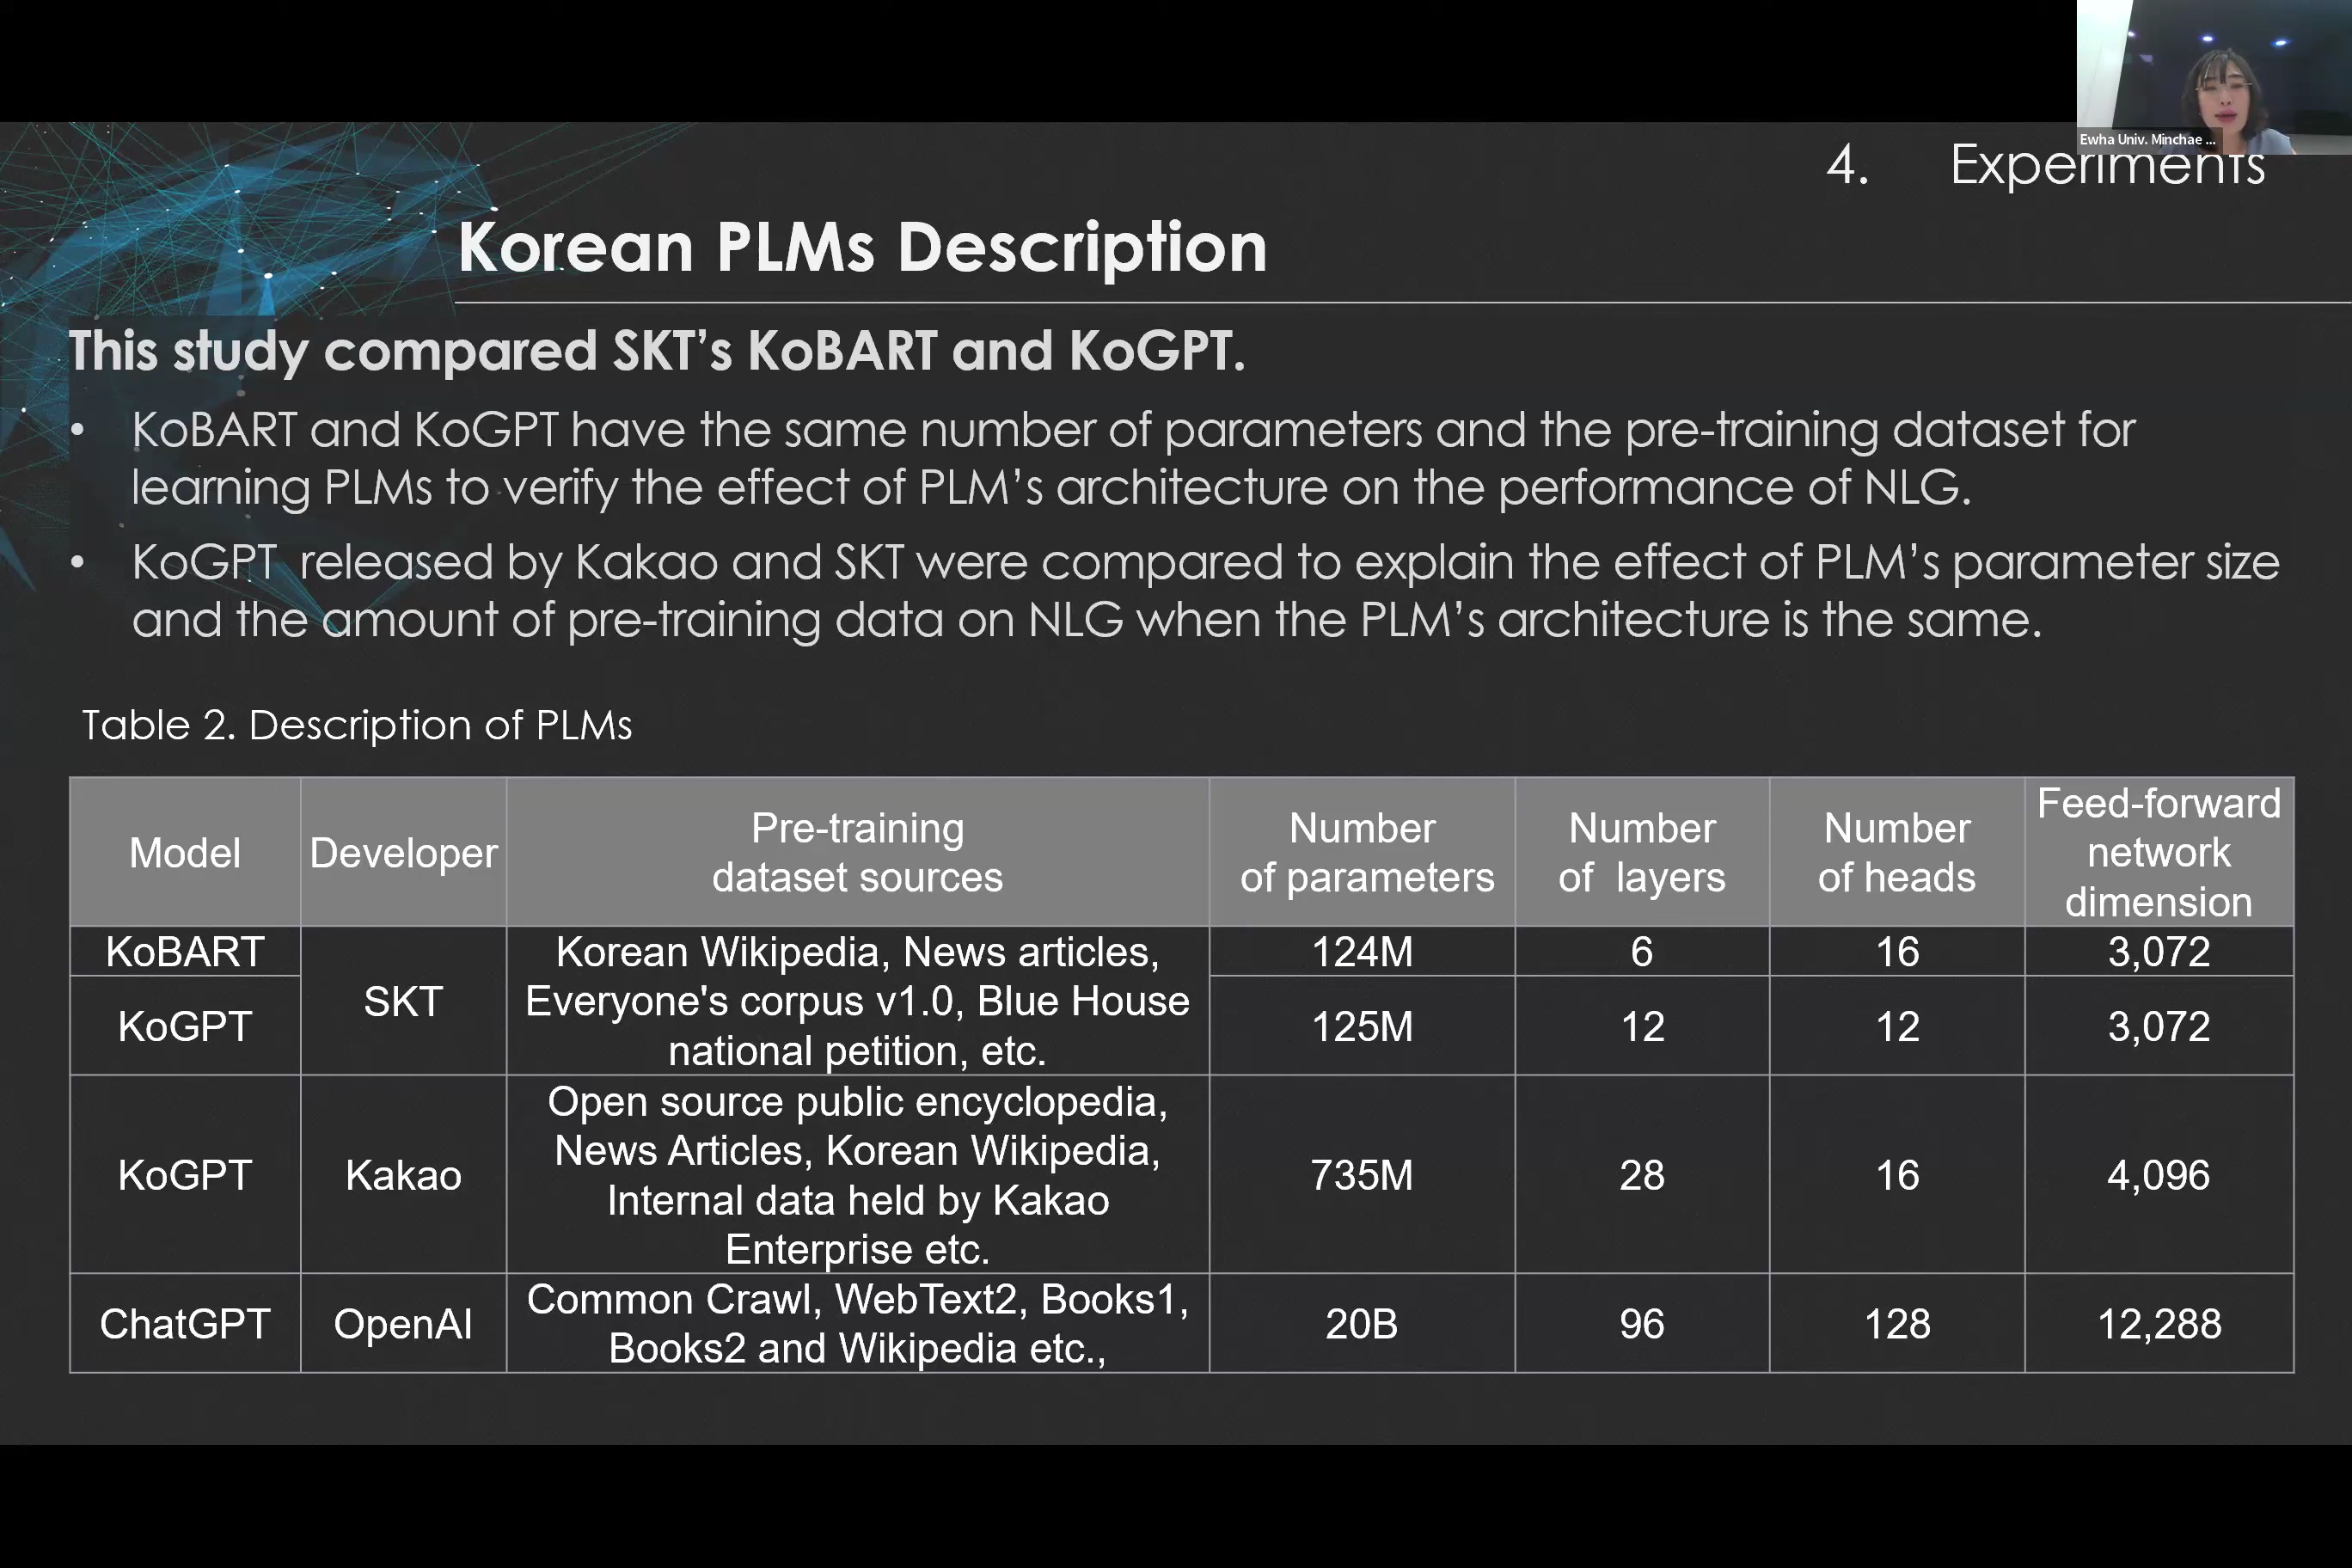 Ewha Univ. Minchae ...
4. Experiments
Korean PLMs Description
This study compared SKT’s KoBART and KoGPT.
• KoBART and KoGPT have the same number of parameters and the pre-training dataset for
learning PLMs to verify the effect of PLM’s architecture on the performance of NLG.
• KoGPT released by Kakao and SKT were compared to explain the effect of PLM’s parameter size
and the amount of pre-training data on NLG when the PLM’s architecture is the same.
Table 2. Description of PLMs
Model
Developer
Pre-training
dataset sources
Number
of parameters
Number
of layers
Number
of heads
Feed-forward
network
dimension
KoBART
SKT
Korean Wikipedia, News articles,
Everyone's corpus v1.0, Blue House
national petition, etc.
124M
6
16
3,072
KoGPT
125M
12
12
3,072
KoGPT
Kakao
Open source public encyclopedia,
News Articles, Korean Wikipedia,
Internal data held by Kakao
Enterprise etc.
735M
28
16
4,096
ChatGPT
OpenAI
Common Crawl, WebText2, Books1,
Books2 and Wikipedia etc.,
20B
96
128
12,288